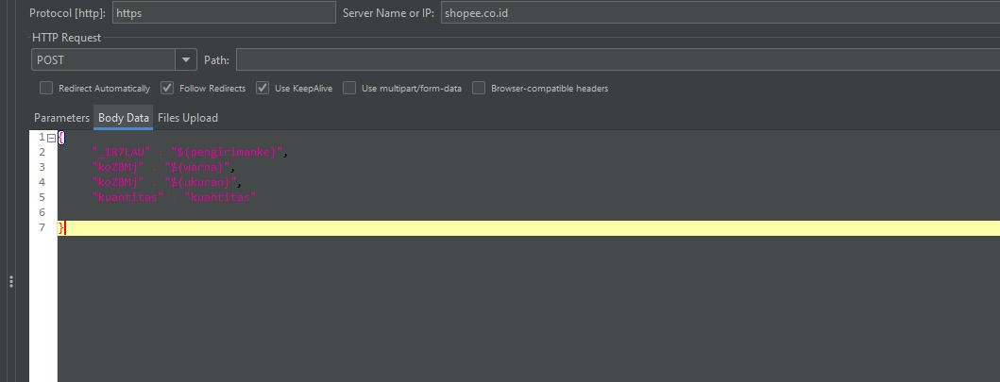 Protocol [http]: https Server Name or IP: shopee.co.id
HTTP Request
POST Path:
Redirect Automatically Follow Redirects Use KeepAlive Use multipart/form-data Browser-compatible headers
Parameters Body Data Files Upload
1 {
2 "_1R7LAU" : "${pengirimanke}",
3 "koZBMj" : "${warna}",
4 "koZBMj" : "${ukuran}",
5 "kuantitas" : "kuantitas"
6
7 }